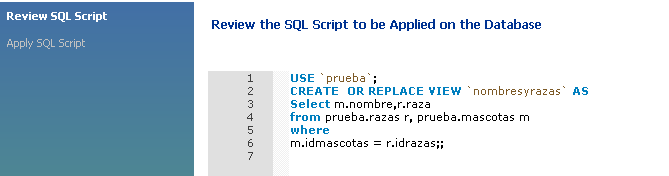 Review SQL Script
Apply SQL Script
Review the SQL Script to be Applied on the Database
1 USE `prueba`;
2 CREATE OR REPLACE VIEW `nombresyrazas` AS
3 Select m.nombre,r.raza
4 from prueba.razas r, prueba.mascotas m
5 where
6 m.idmascotas = r.idrazas;;
7